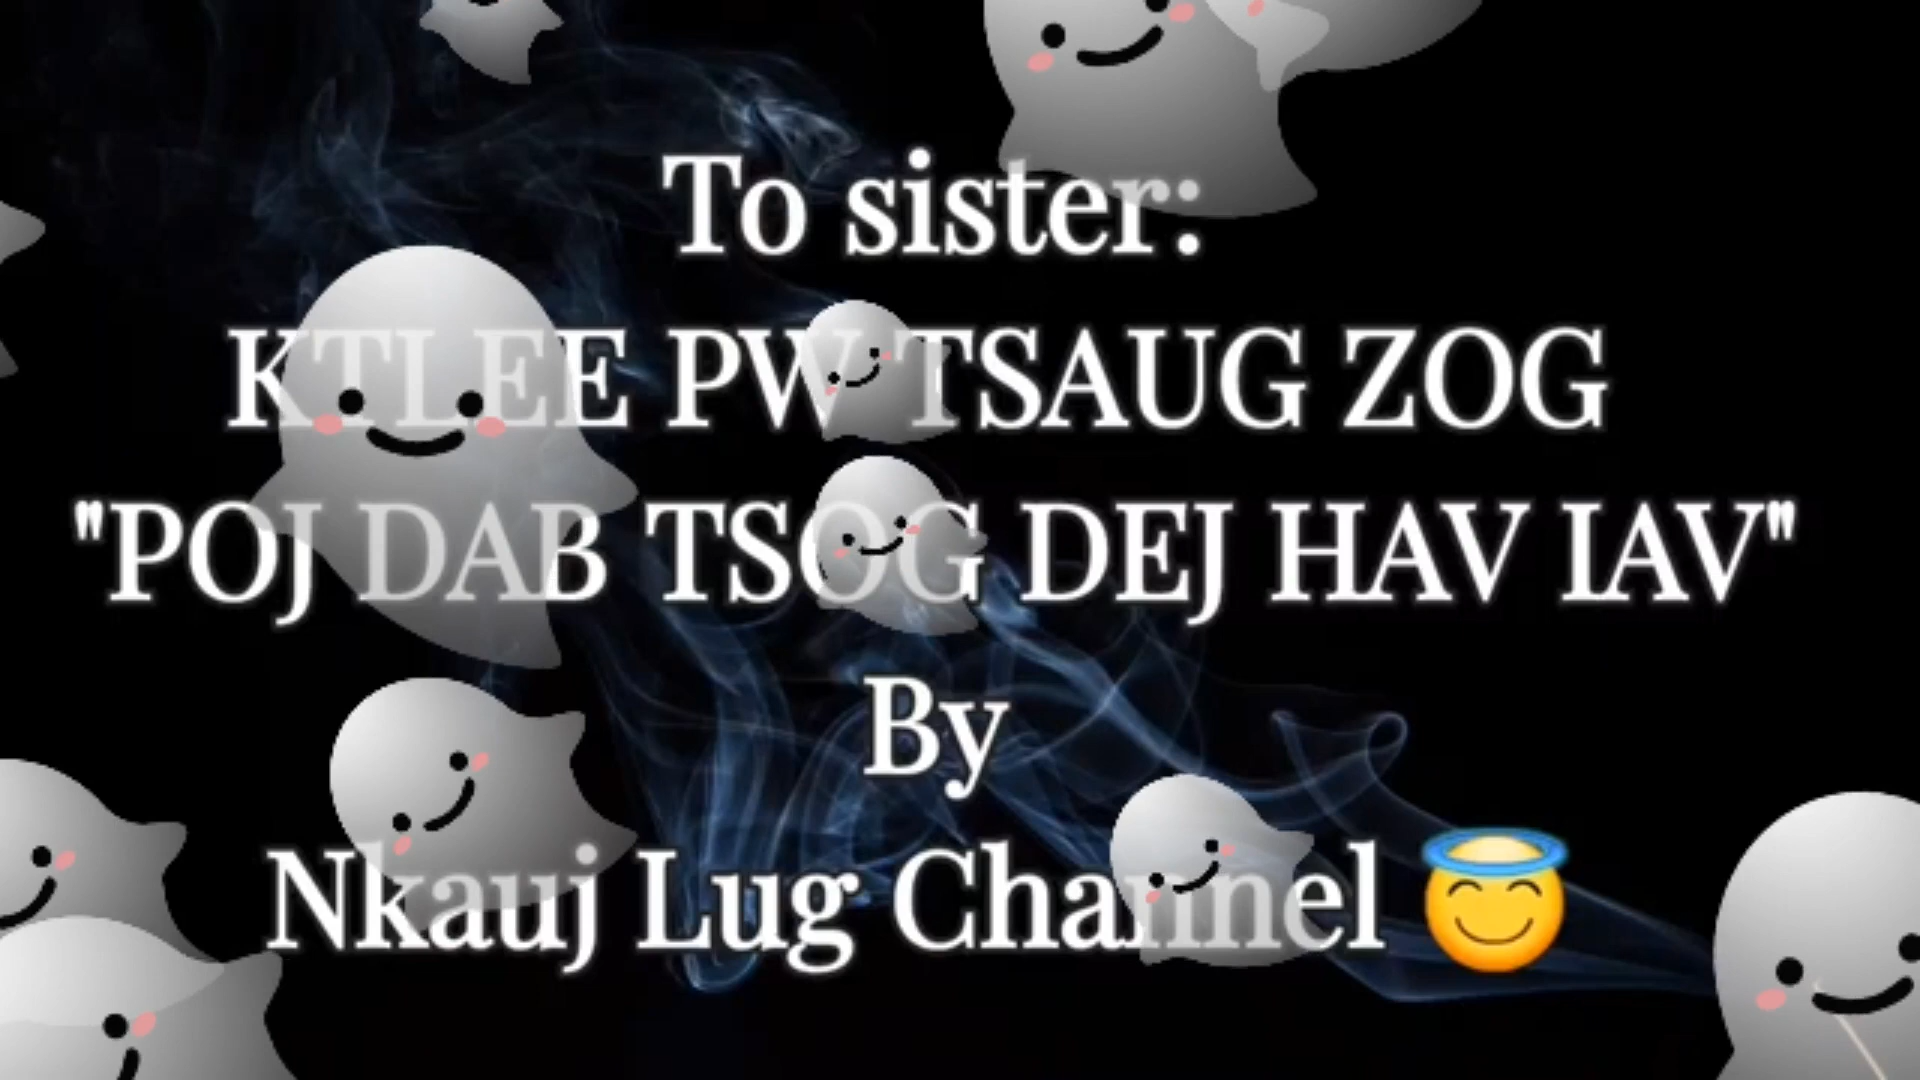 To sister:
KTLEE PW TSAUG ZOG
"POJ DAB TSOG DEJ HAV IAV"
By
Nkauj Lug Channel 😇